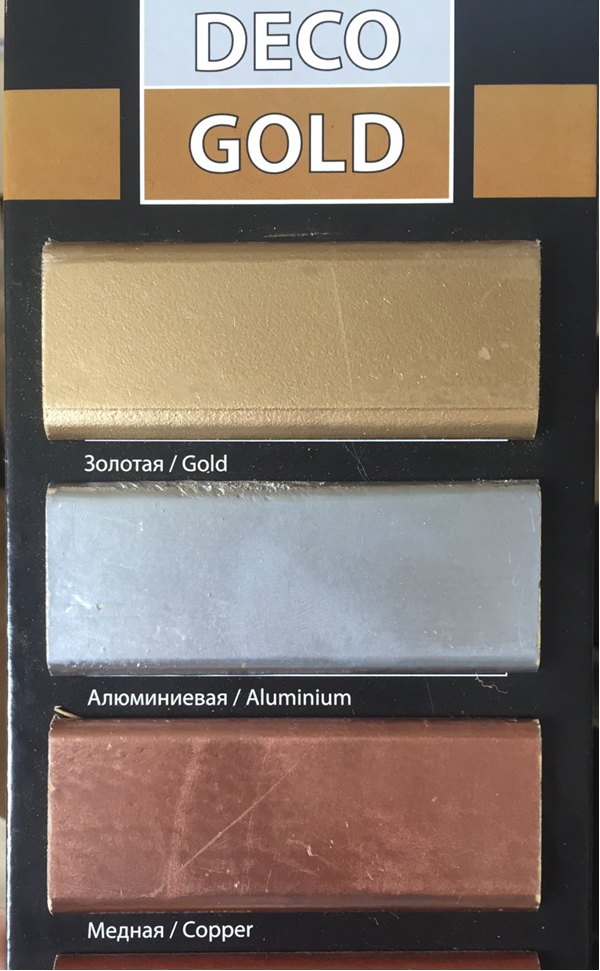 DECO
GOLD
Золотая / Gold
Алюминиевая / Aluminium
Медная / Copper